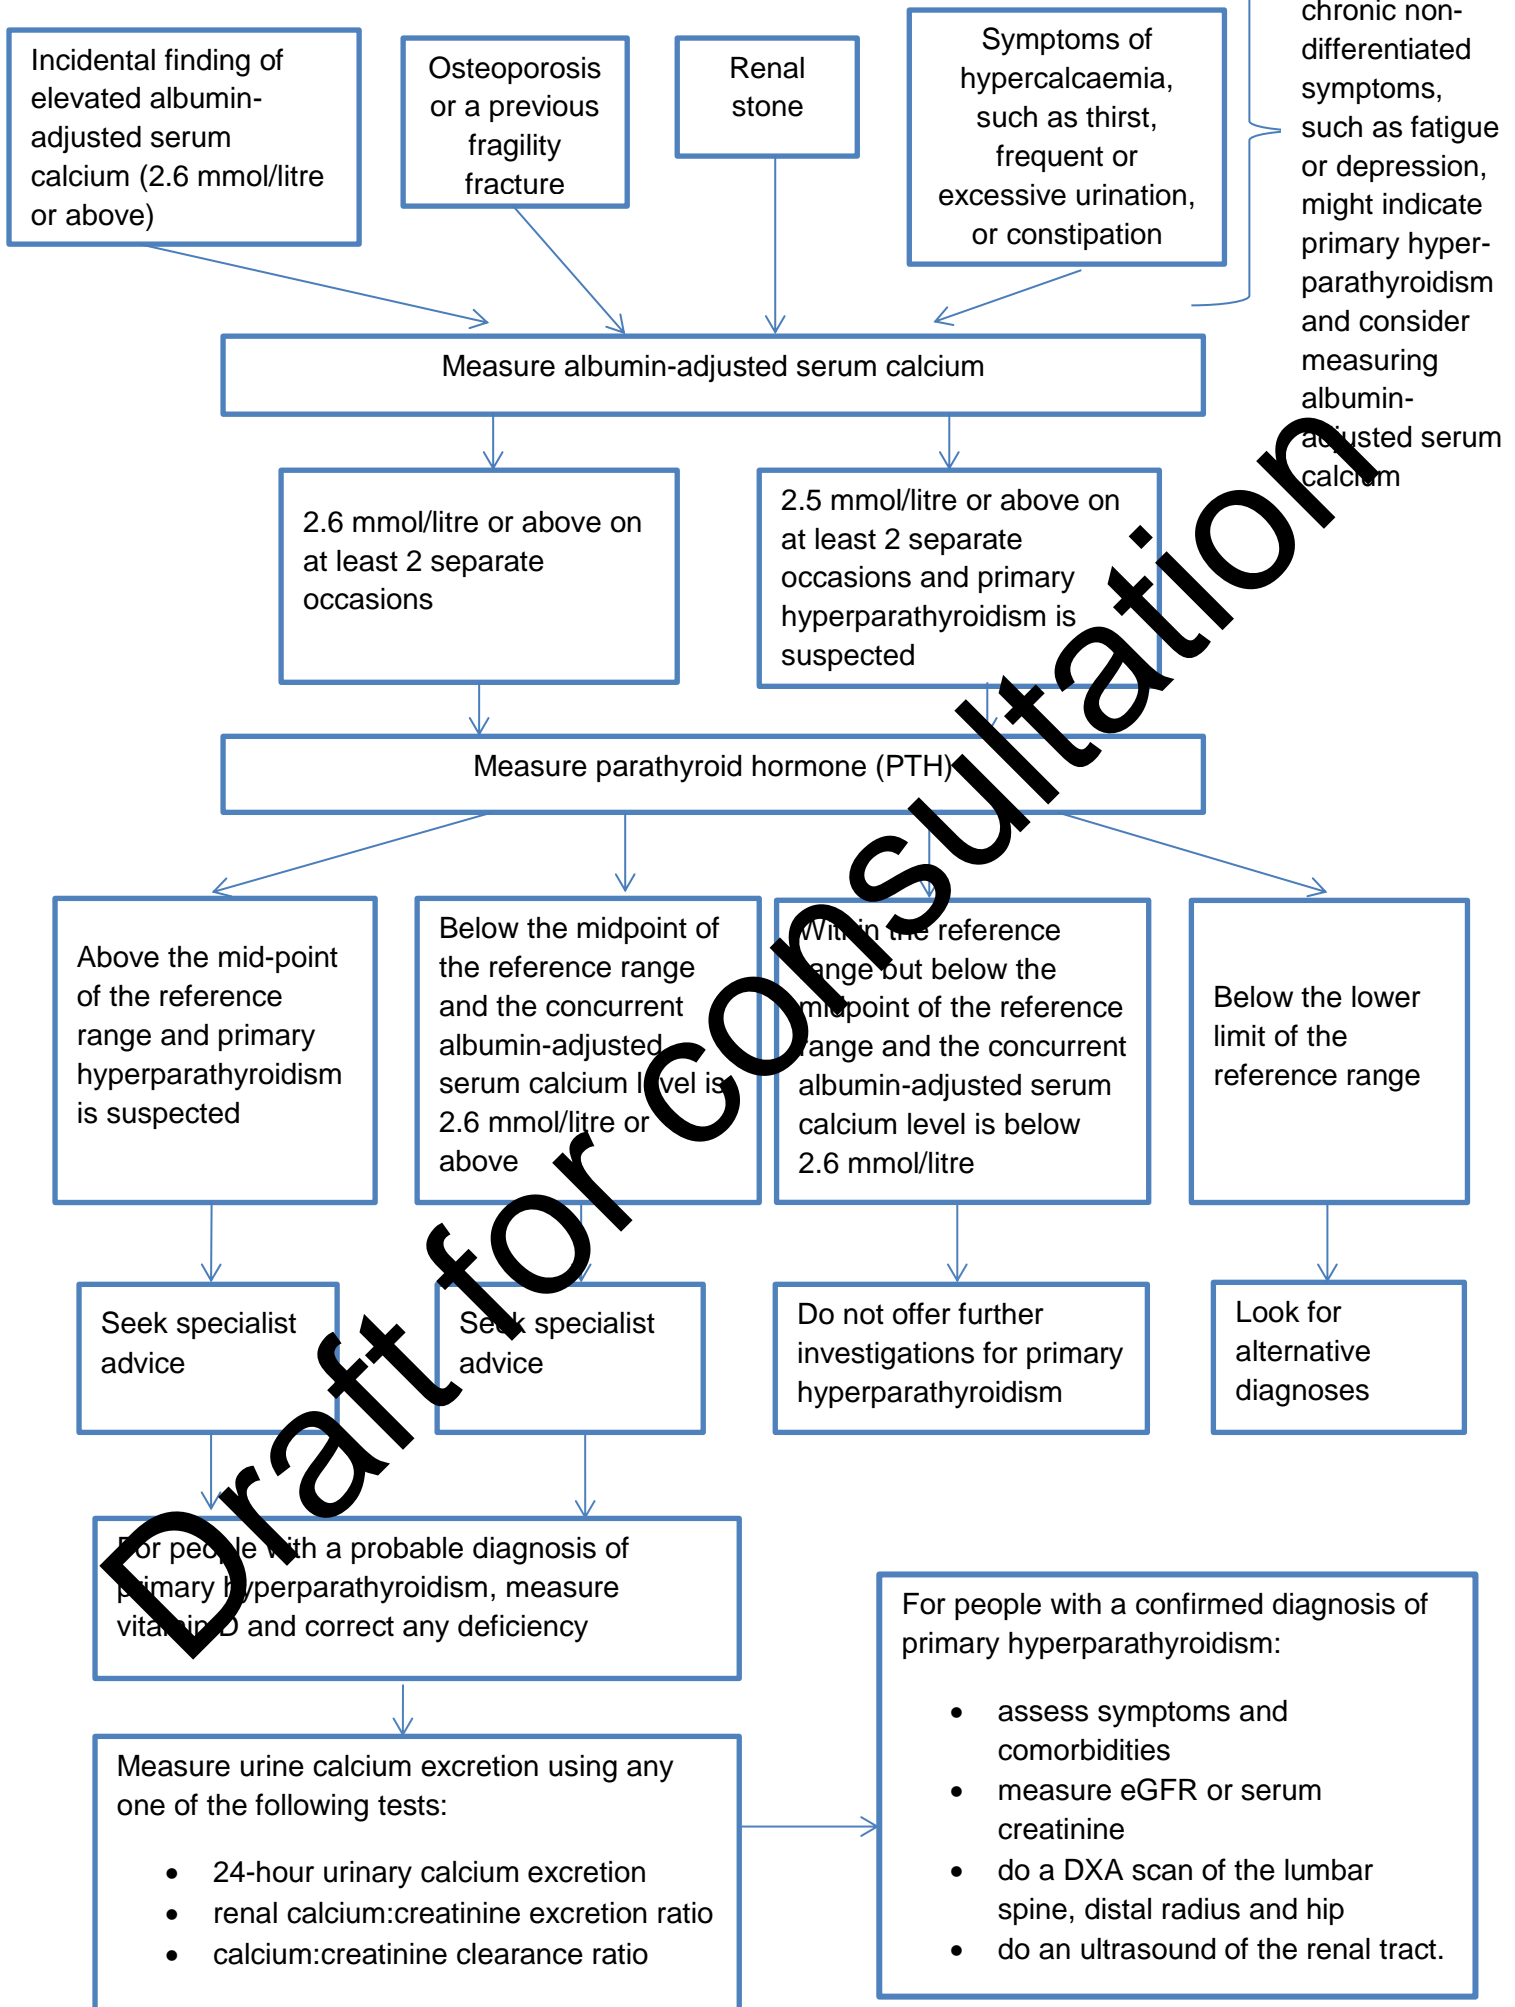 Incidental finding of
elevated albumin-
adjusted serum
calcium (2.6 mmol/litre
or above)
Osteoporosis
or a previous
fragility
fracture
Renal
stone
Symptoms of
hypercalcaemia,
such as thirst,
frequent or
excessive urination,
or constipation
chronic non-
differentiated
symptoms,
such as fatigue
or depression,
might indicate
primary hyper-
parathyroidism
and consider
measuring
albumin-
adjusted serum
calcium
Measure albumin-adjusted serum calcium
2.6 mmol/litre or above on
at least 2 separate
occasions
2.5 mmol/litre or above on
at least 2 separate
occasions and primary
hyperparathyroidism is
suspected
Measure parathyroid hormone (PTH)
Above the mid-point
of the reference
range and primary
hyperparathyroidism
is suspected
Below the midpoint of
the reference range
and the concurrent
albumin-adjusted
serum calcium level is
2.6 mmol/litre or
above
Within the reference
range but below the
midpoint of the reference
range and the concurrent
albumin-adjusted serum
calcium level is below
2.6 mmol/litre
Below the lower
limit of the
reference range
Seek specialist
advice
Seek specialist
advice
Do not offer further
investigations for primary
hyperparathyroidism
Look for
alternative
diagnoses
For people with a probable diagnosis of
primary hyperparathyroidism, measure
vitamin D and correct any deficiency
Measure urine calcium excretion using any
one of the following tests:
• 24-hour urinary calcium excretion
• renal calcium:creatinine excretion ratio
• calcium:creatinine clearance ratio
For people with a confirmed diagnosis of
primary hyperparathyroidism:
• assess symptoms and
comorbidities
• measure eGFR or serum
creatinine
• do a DXA scan of the lumbar
spine, distal radius and hip
• do an ultrasound of the renal tract.
Draft for consultation